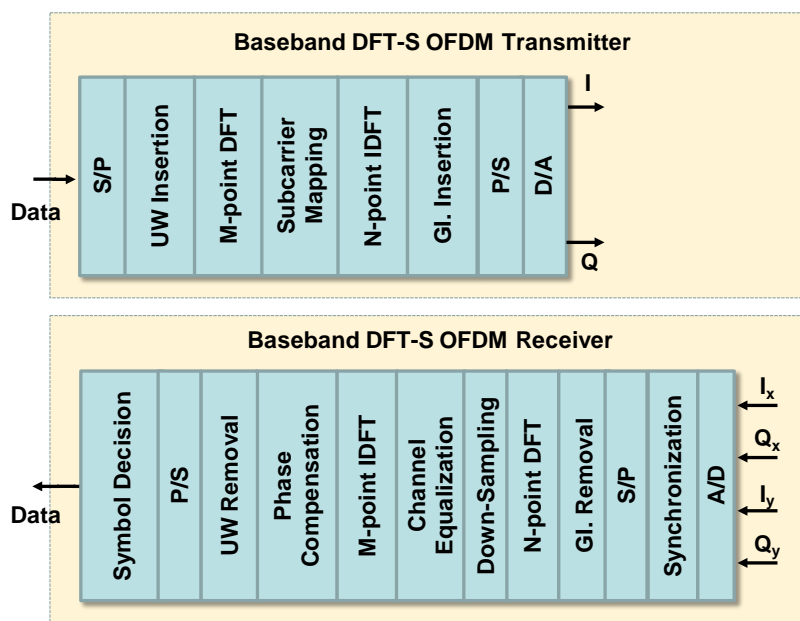 Baseband DFT-S OFDM Transmitter
Data
S/P
UW Insertion
M-point DFT
Subcarrier
Mapping
N-point IDFT
GI. Insertion
P/S
D/A
I
Q
Baseband DFT-S OFDM Receiver
Data
Symbol Decision
P/S
UW Removal
Phase
Compensation
M-point IDFT
Channel
Equalization
Down-Sampling
N-point DFT
GI. Removal
S/P
Synchronization
A/D
Ix
Qx
Iy
Qy